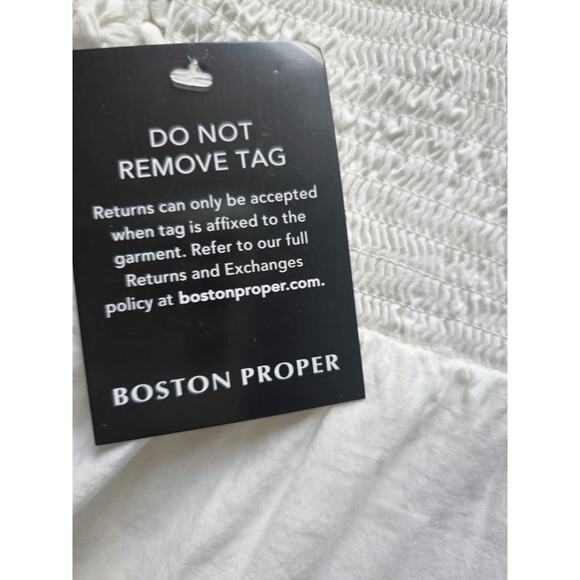 DO NOT
REMOVE TAG
Returns can only be accepted
when tag is affixed to the
garment. Refer to our full
Returns and Exchanges
policy at bostonproper.com.
BOSTON PROPER